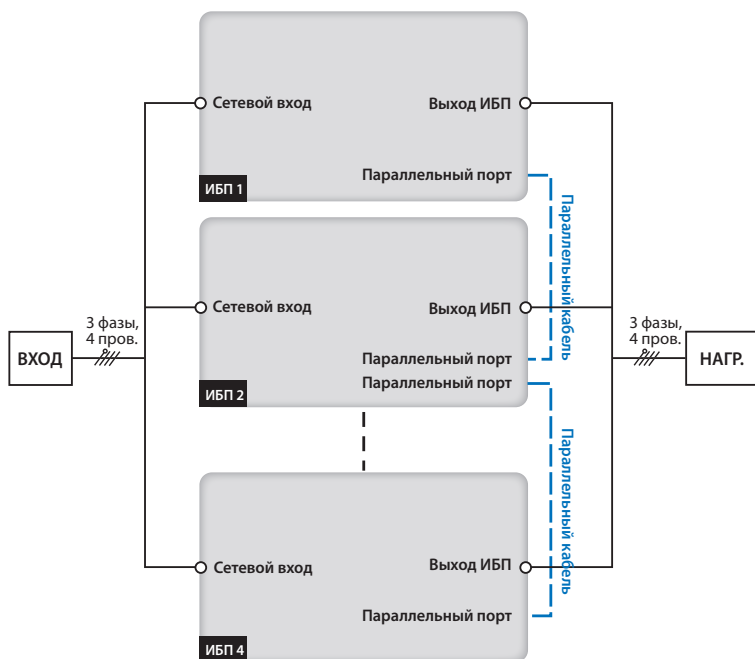 Сетевой вход
Выход ИБП
Параллельный порт
ИБП 1
Параллельный кабель
Сетевой вход
Выход ИБП
3 фазы,
4 пров.
ВХОД
3 фазы,
4 пров.
НАГР.
Параллельный порт
Параллельный порт
ИБП 2
Параллельный кабель
Сетевой вход
Выход ИБП
Параллельный порт
ИБП 4